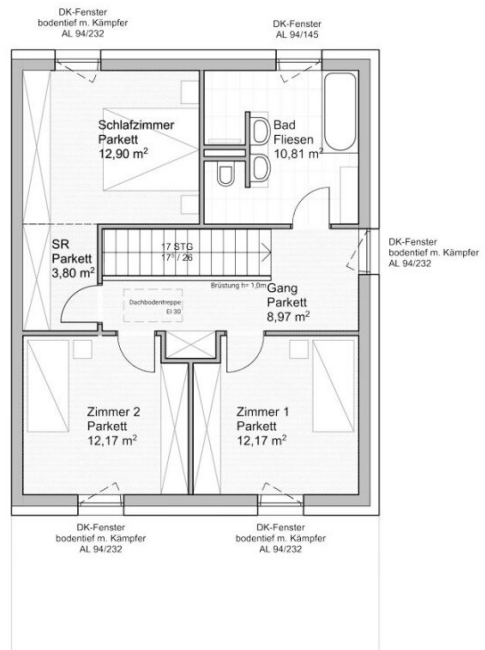 DK-Fenster
bodentief m. Kämpfer
AL 94/232
DK-Fenster
AL 94/145
Schlafzimmer
Parkett
12,90 m²
Bad
Fliesen
10,81 m²
SR
Parkett
3,80 m²
17 STG
17⁵ / 26
Brüstung h= 1,0m
Dachbodentreppe
EI 30
Gang
Parkett
8,97 m²
DK-Fenster
bodentief m. Kämpfer
AL 94/232
Zimmer 2
Parkett
12,17 m²
Zimmer 1
Parkett
12,17 m²
DK-Fenster
bodentief m. Kämpfer
AL 94/232
DK-Fenster
bodentief m. Kämpfer
AL 94/232